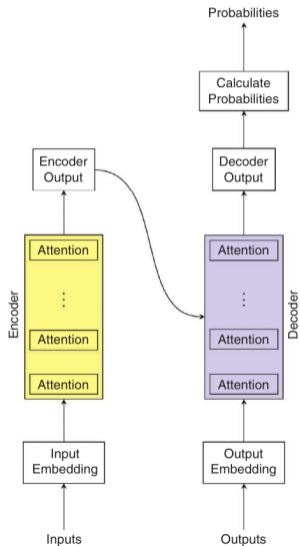 Probabilities
Calculate
Probabilities
Encoder
Output
Decoder
Output
Encoder
Attention
⋮
Attention
Attention
Decoder
Attention
⋮
Attention
Attention
Input
Embedding
Output
Embedding
Inputs
Outputs